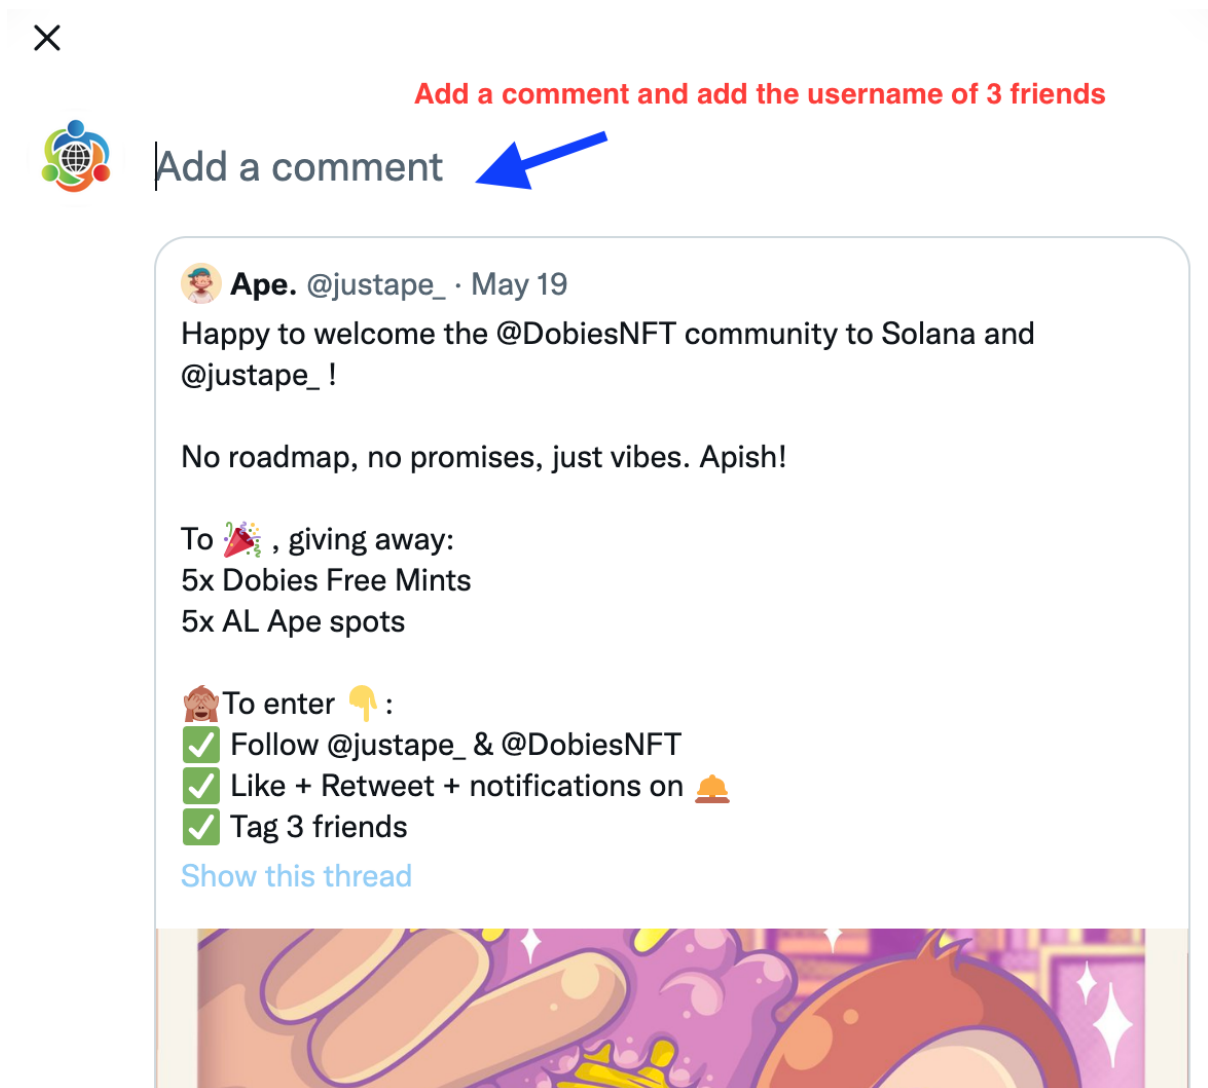 Add a comment and add the username of 3 friends
Add a comment
Ape. @justape_ · May 19
Happy to welcome the @DobiesNFT community to Solana and
@justape_ !
No roadmap, no promises, just vibes. Apish!
To 🎉 , giving away:
5x Dobies Free Mints
5x AL Ape spots
🙈To enter 👇 :
✅ Follow @justape_ & @DobiesNFT
✅ Like + Retweet + notifications on 🛎️
✅ Tag 3 friends
Show this thread